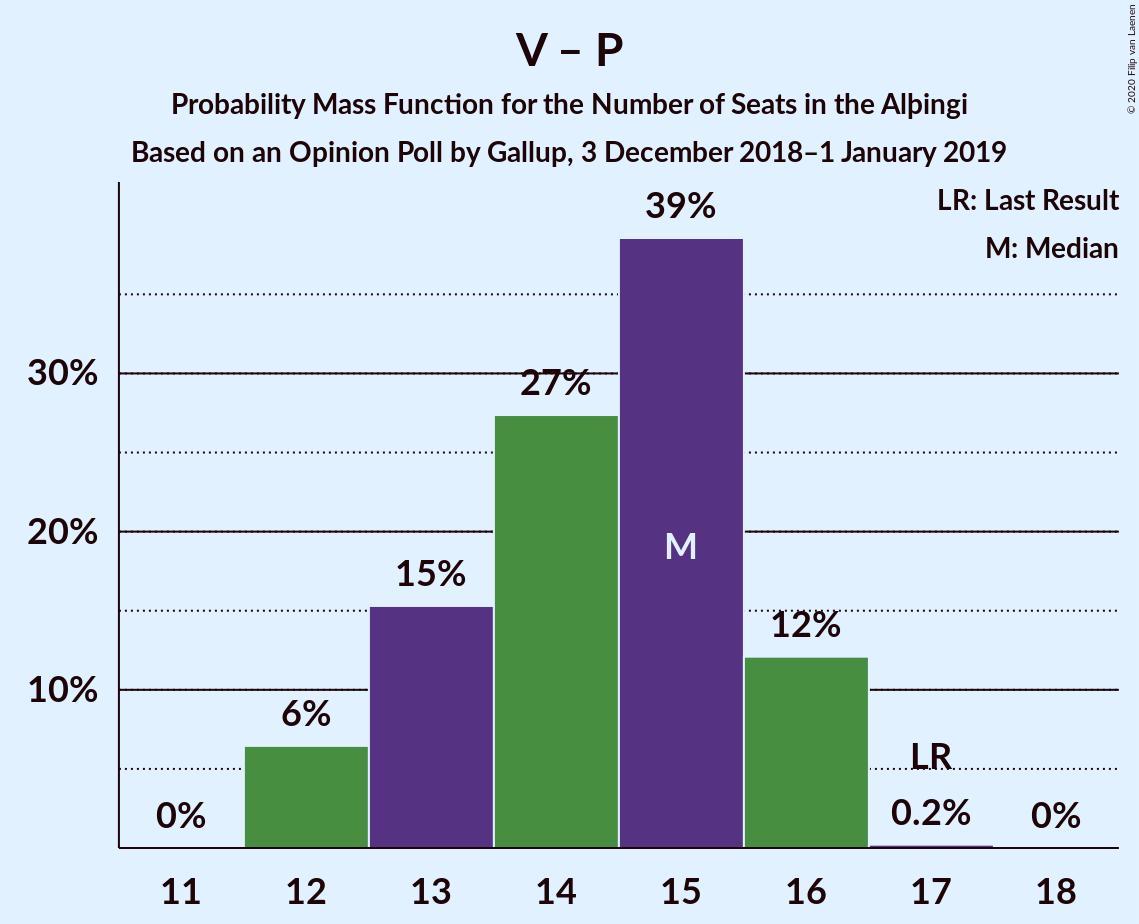 V – P
Probability Mass Function for the Number of Seats in the Alþingi
Based on an Opinion Poll by Gallup, 3 December 2018–1 January 2019
© 2020 Filip van Laenen
LR: Last Result
M: Median
39%
30%
27%
20%
M
15%
12%
10%
6%
LR
0%
0.2%
0%
11 12 13 14 15 16 17 18